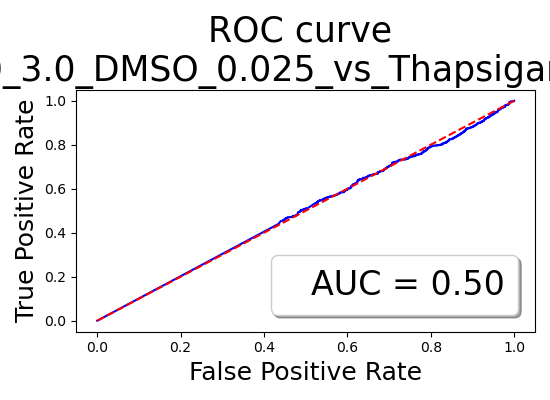 ROC curve
_3.0_DMSO_0.025_vs_Thapsigar
True Positive Rate
1.0
0.8
0.6
0.4
0.2
0.0
AUC = 0.50
0.0 0.2 0.4 0.6 0.8 1.0
False Positive Rate